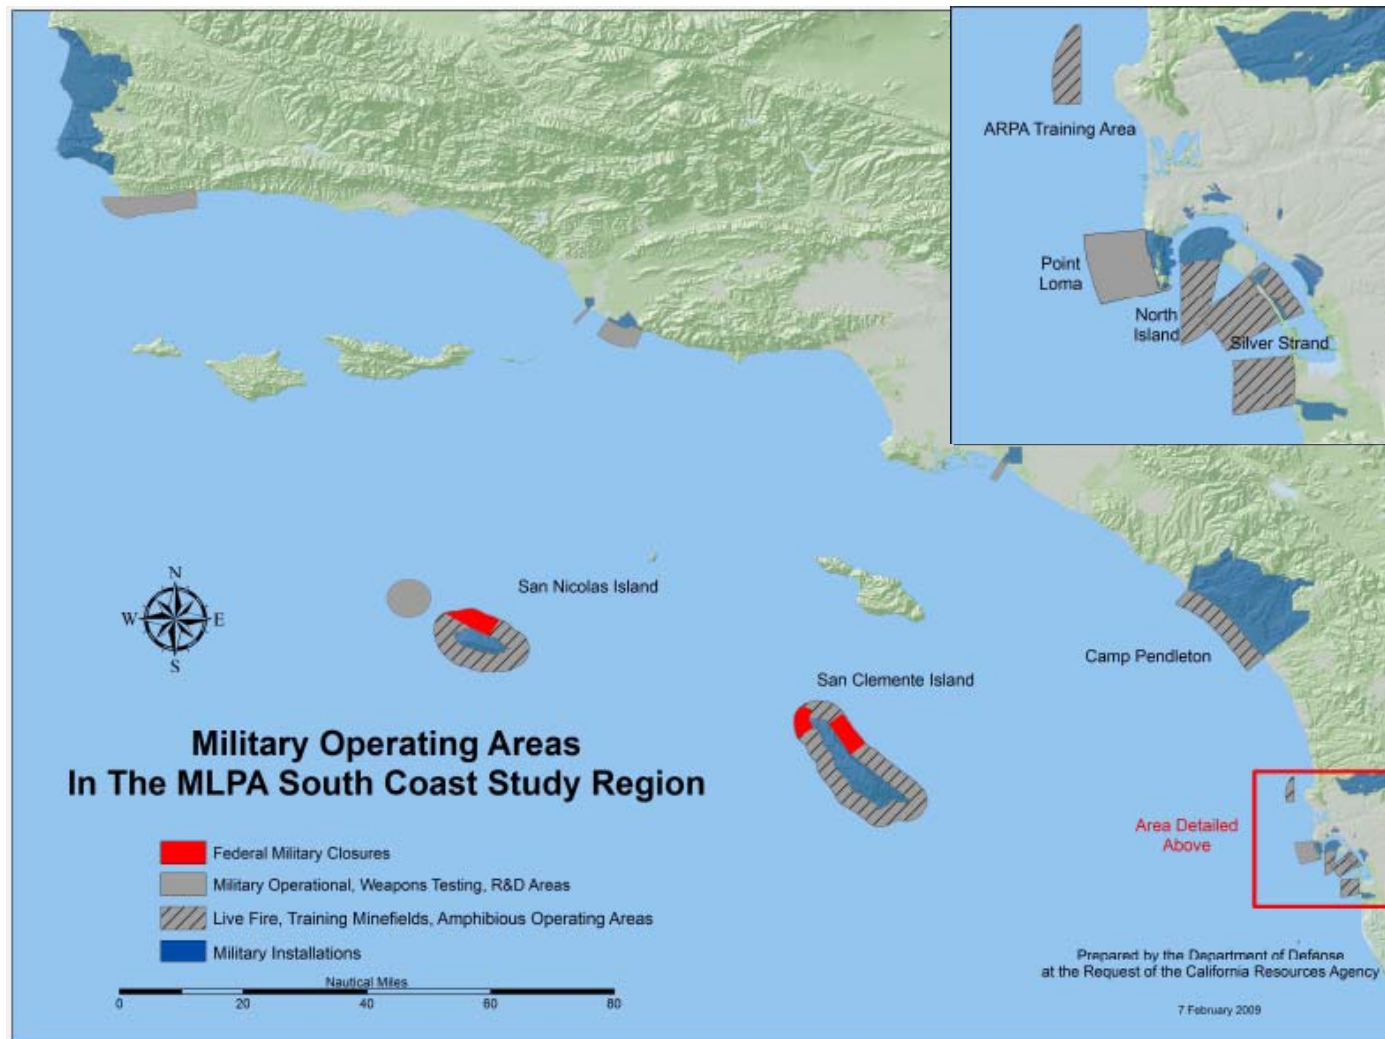 ARPA Training Area
Point
Loma
North
Island
Silver Strand
N
W
E
S
San Nicolas Island
Camp Pendleton
San Clemente Island
Military Operating Areas
In The MLPA South Coast Study Region
Area Detailed
Above
Federal Military Closures
Military Operational, Weapons Testing, R&D Areas
Live Fire, Training Minefields, Amphibious Operating Areas
Military Installations
Nautical Miles
0 20 40 60 80
Prepared by the Department of Defense
at the Request of the California Resources Agency
7 February 2009